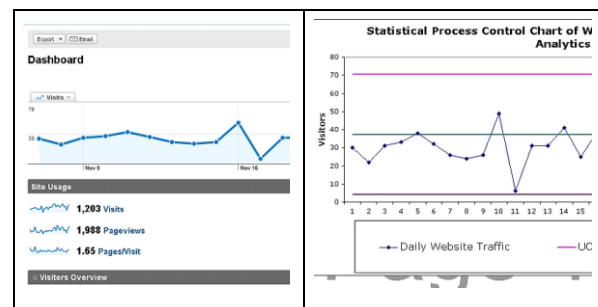 Export Email
Dashboard
Visits
Nov 9 Nov 16
Site Usage
1,203 Visits
1,988 Pageviews
1.65 Pages/Visit
Visitors Overview
Statistical Process Control Chart of W
Analytics
80
70
60
50
40
30
20
10
0
Visitors
1 2 3 4 5 6 7 8 9 10 11 12 13 14 15
Daily Website Traffic UC